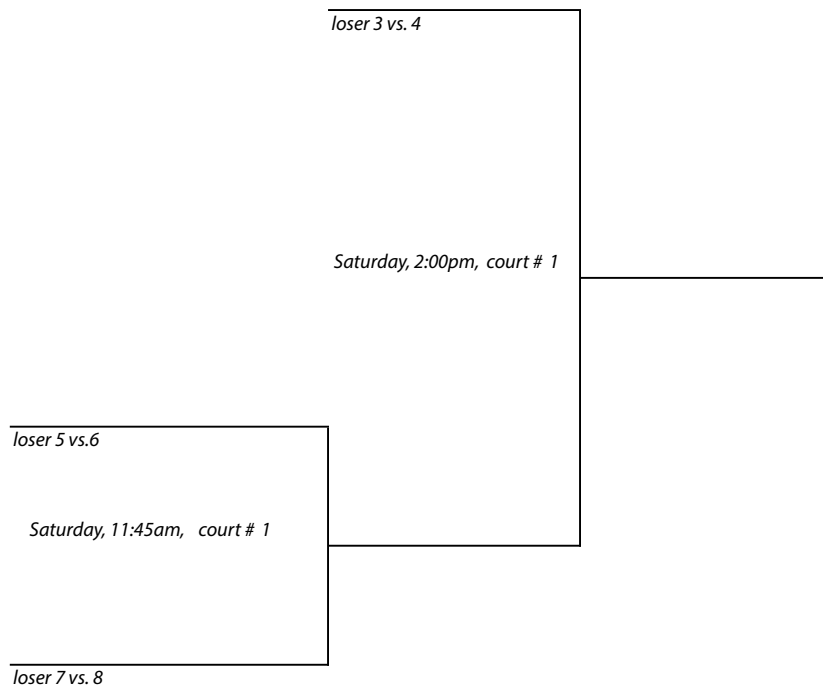 loser 3 vs. 4
Saturday, 2:00pm, court # 1
loser 5 vs.6
Saturday, 11:45am, court # 1
loser 7 vs. 8